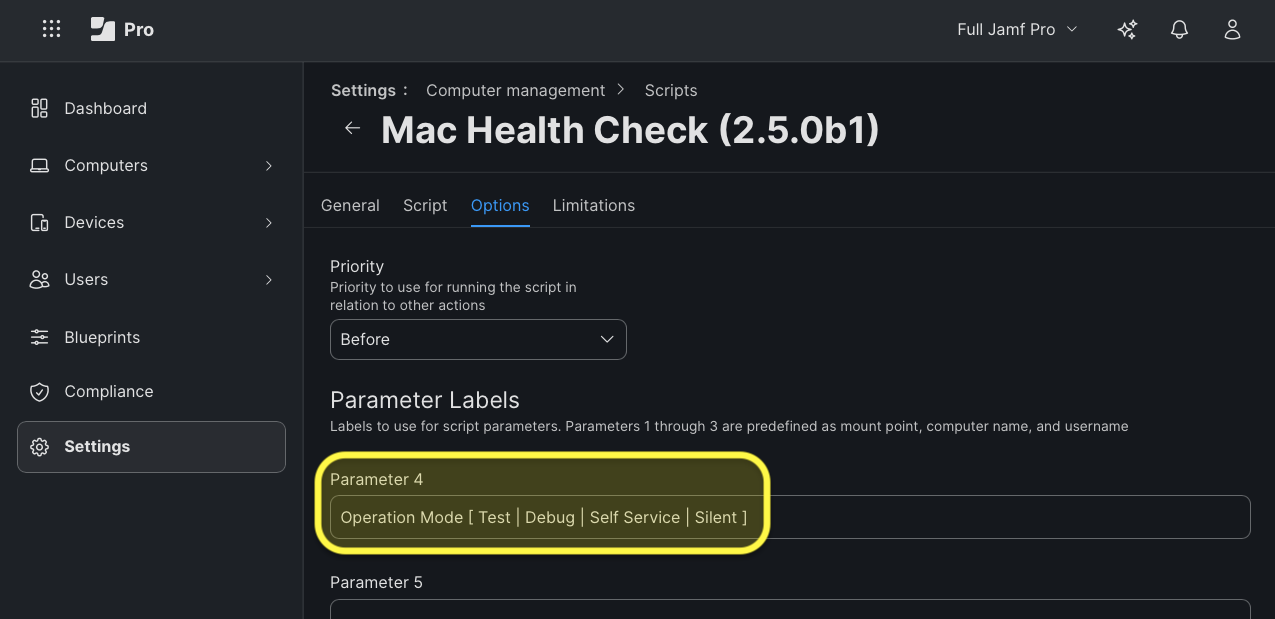 Pro
Full Jamf Pro
Dashboard
Computers
Devices
Users
Blueprints
Compliance
Settings
Settings : Computer management > Scripts
← Mac Health Check (2.5.0b1)
General Script Options Limitations
Priority
Priority to use for running the script in
relation to other actions
Before
Parameter Labels
Labels to use for script parameters. Parameters 1 through 3 are predefined as mount point, computer name, and username
Parameter 4
Operation Mode [ Test | Debug | Self Service | Silent ]
Parameter 5